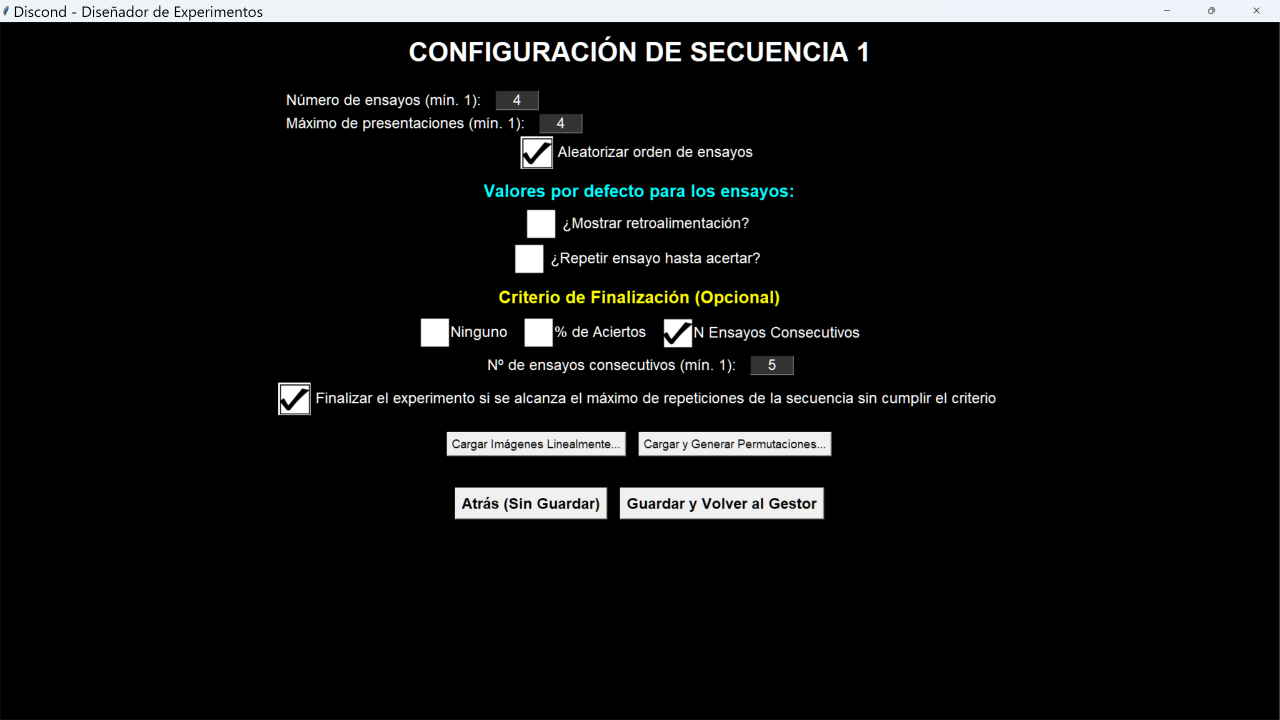 Discond - Diseñador de Experimentos
CONFIGURACIÓN DE SECUENCIA 1
Número de ensayos (mín. 1): 4
Máximo de presentaciones (mín. 1): 4
Aleatorizar orden de ensayos
Valores por defecto para los ensayos:
¿Mostrar retroalimentación?
¿Repetir ensayo hasta acertar?
Criterio de Finalización (Opcional)
Ninguno % de Aciertos N Ensayos Consecutivos
Nº de ensayos consecutivos (mín. 1): 5
Finalizar el experimento si se alcanza el máximo de repeticiones de la secuencia sin cumplir el criterio
Cargar Imágenes Linealmente... Cargar y Generar Permutaciones...
Atrás (Sin Guardar) Guardar y Volver al Gestor